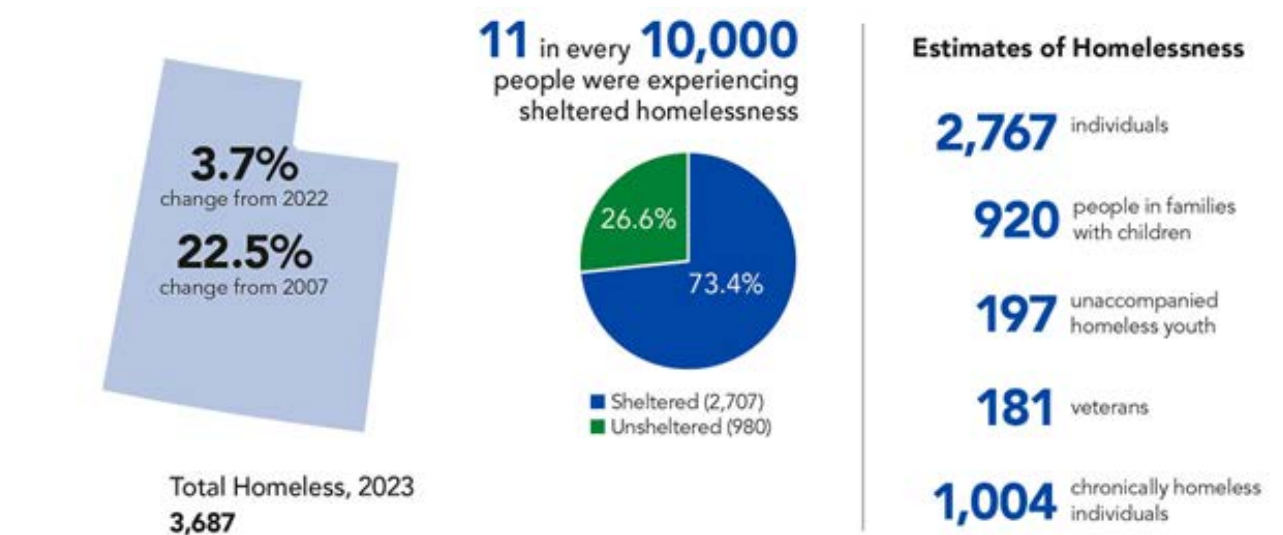 3.7%
change from 2022
22.5%
change from 2007
Total Homeless, 2023
3,687
11 in every 10,000
people were experiencing
sheltered homelessness
26.6%
73.4%
Sheltered (2,707)
Unsheltered (980)
Estimates of Homelessness
2,767 individuals
920 people in families
with children
197 unaccompanied
homeless youth
181 veterans
1,004 chronically homeless
individuals